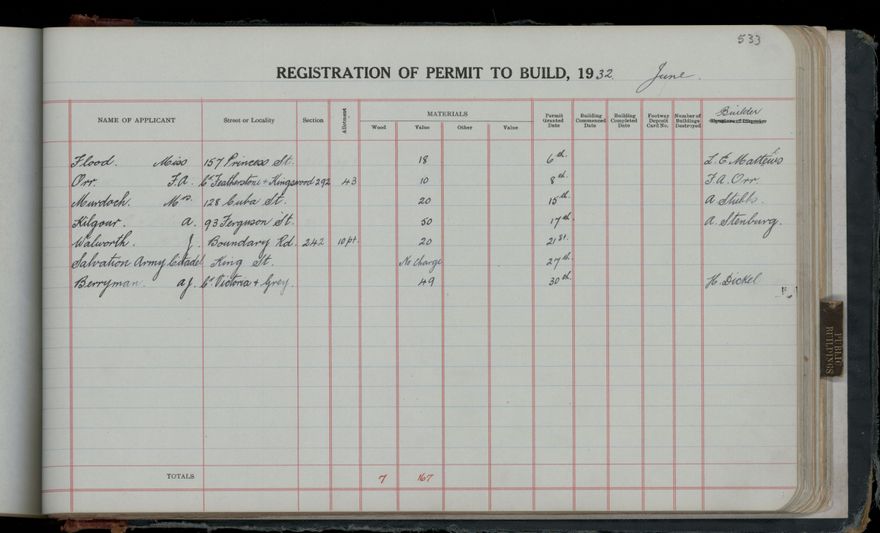 533
REGISTRATION OF PERMIT TO BUILD, 1932. June.
NAME OF APPLICANT Street or Locality Section Allotment MATERIALS Wood Value Other Value Permit Granted Date Building Commenced Date Building Completed Date Footway Deposit Card No. Number of Buildings Destroyed Builder
Flood. Miss 157 Princess St. 18 6th L. E. Mattews
Orr. F.A. Cr Featherstone + Kingswood 292 43 10 8th F.A. Orr.
Murdoch. Mrs. 128 Cuba St. 20 15th A Stubbs.
Kilgour. A. 93 Ferguson St. 50 17th A. Stenburg.
Walworth. J. Boundary Rd. 242 10pt. 20 21st.
Salvation Army Citadel King St. No Charge 27th
Berryman. A.J. Cr Victoria + Grey. 49 30th H. Dickel
TOTALS 7 167
PUBLIC
BUILDINGS